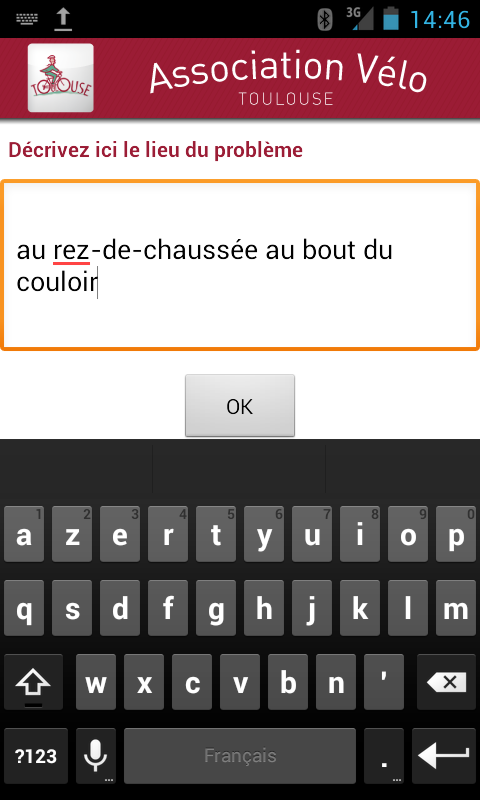 3G 14:46
TOULOUSE
Association Vélo
TOULOUSE
Décrivez ici le lieu du problème
au rez-de-chaussée au bout du
couloir
OK
1 2 3 4 5 6 7 8 9 0
a z e r t y u i o p
q s d f g h j k l m
w x c v b n '
?123 ... Français . ...